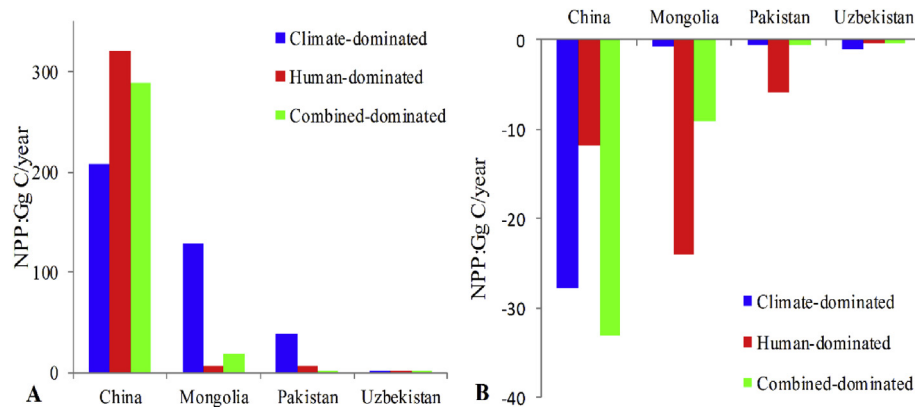 300
200
100
0
NPP:Gg C/year
Climate-dominated
Human-dominated
Combined-dominated
A
China Mongolia Pakistan Uzbekistan
China Mongolia Pakistan Uzbekistan
0
-10
-20
-30
-40
NPP:Gg C/year
Climate-dominated
Human-dominated
Combined-dominated
B